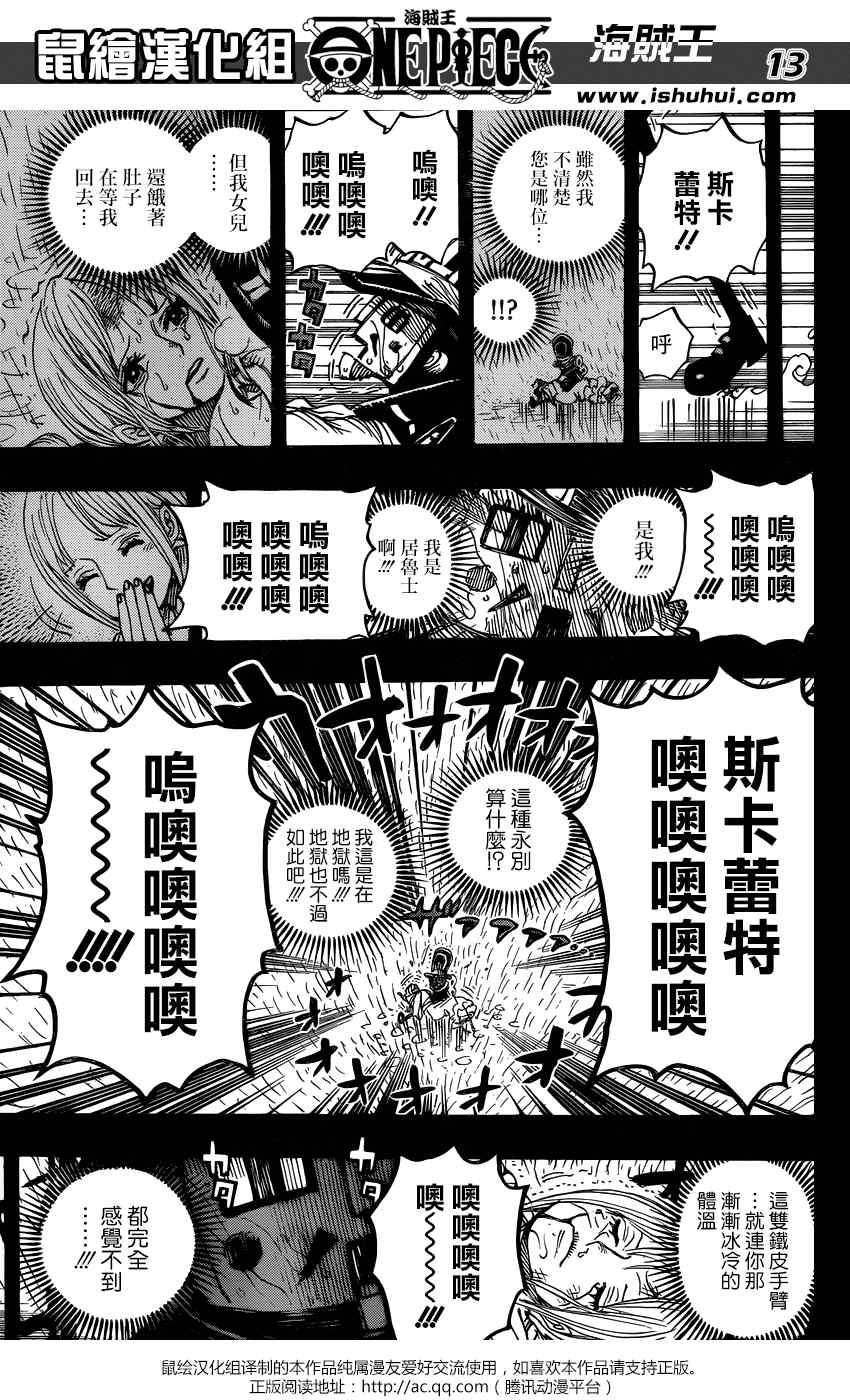 鼠繪漢化組
海賊王
ONE PIECE
海賊王
13
www.ishuhui.com
斯卡
蕾特!!
呼
雖然我
不清楚
您是哪位…
!!?
嗚噢!!
嗚噢噢
噢噢!!!
但我女兒
……
還餓著
肚子
在等我
回去…
嗚噢噢噢
噢噢噢噢
~~!!!
是我!!!
我是
居魯士
啊!!!
嗚噢噢噢
噢噢噢噢
噢噢噢!!!
斯卡蕾特
噢噢噢噢噢
這種永別
算什麼!?
我這是在
地獄嗎!!!
地獄也不過
如此吧!!!
嗚噢噢噢噢
~~!!!!
這雙鐵皮手臂
…就連你那
漸漸冰冷的
體溫
噢噢噢噢
噢~~!!!
都完全
感覺不到
……!!!
鼠绘汉化组译制的本作品纯属漫友爱好交流使用，如喜欢本作品请支持正版。
正版阅读地址：http://ac.qq.com（腾讯动漫平台）